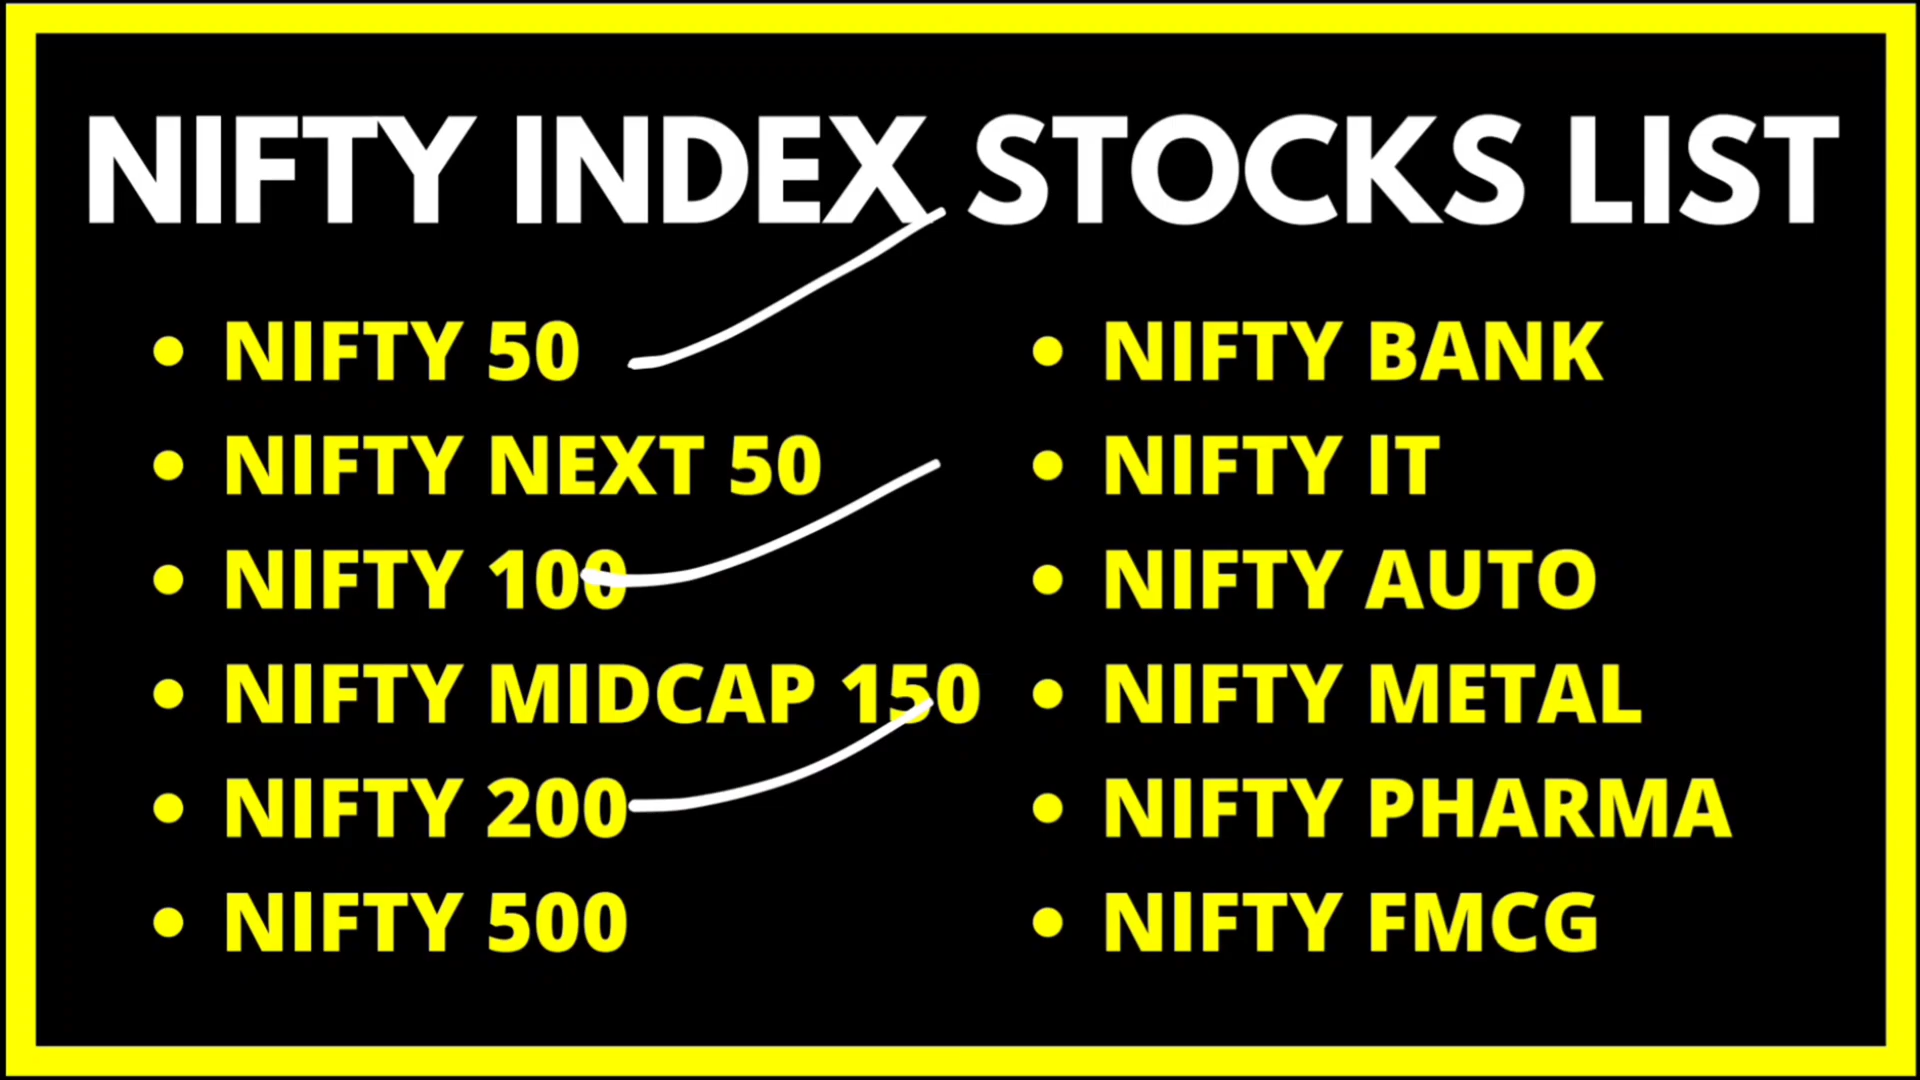 NIFTY INDEX STOCKS LIST
• NIFTY 50
• NIFTY NEXT 50
• NIFTY 100
• NIFTY MIDCAP 150
• NIFTY 200
• NIFTY 500
• NIFTY BANK
• NIFTY IT
• NIFTY AUTO
• NIFTY METAL
• NIFTY PHARMA
• NIFTY FMCG